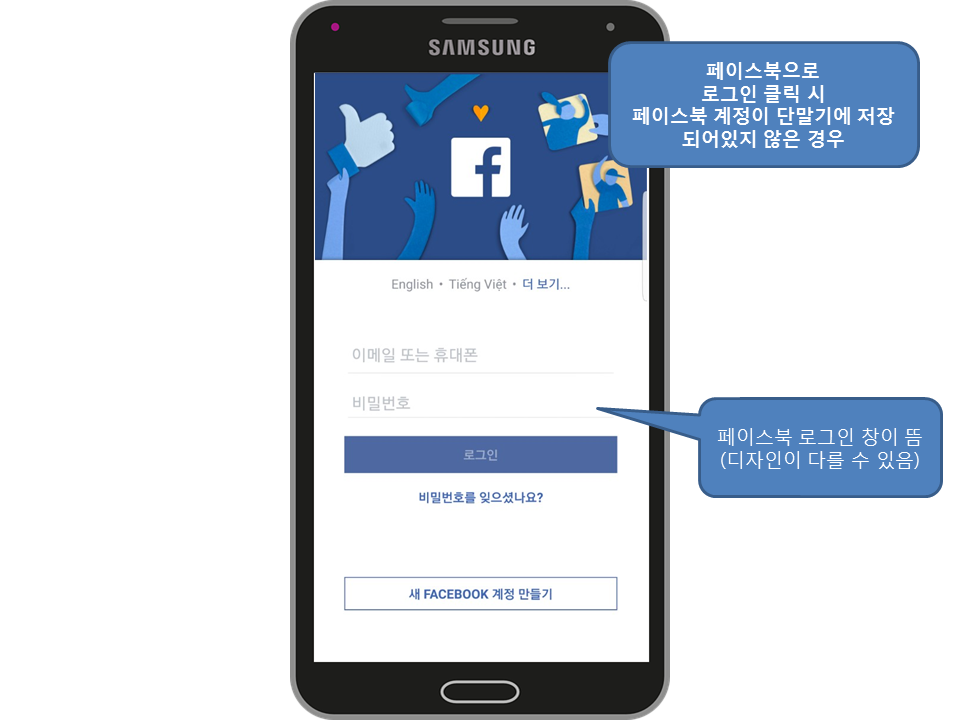 SAMSUNG
페이스북으로
로그인 클릭 시
페이스북 계정이 단말기에 저장
되어있지 않은 경우
f
English • Tiếng Việt • 더 보기...
이메일 또는 휴대폰
비밀번호
페이스북 로그인 창이 뜸
(디자인이 다를 수 있음)
로그인
비밀번호를 잊으셨나요?
새 FACEBOOK 계정 만들기